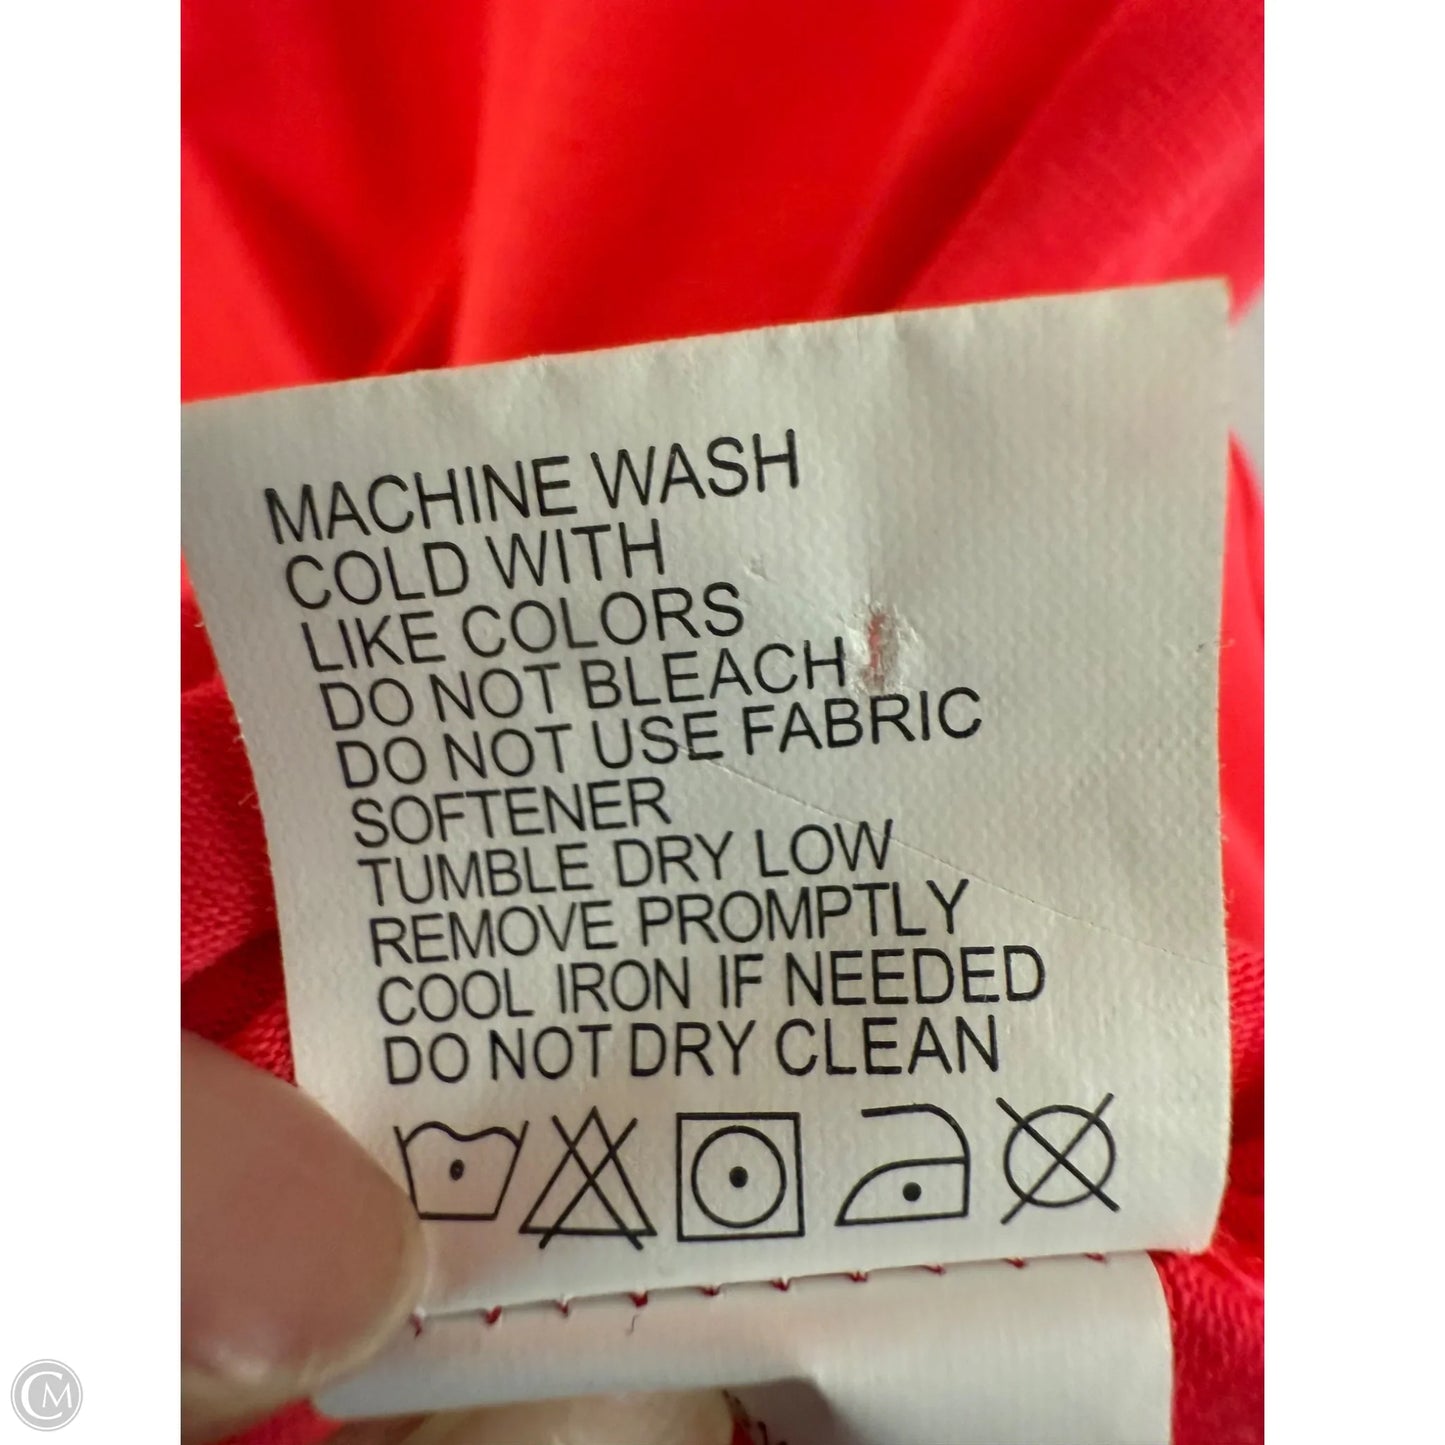 MACHINE WASH
COLD WITH
LIKE COLORS
DO NOT BLEACH
DO NOT USE FABRIC
SOFTENER
TUMBLE DRY LOW
REMOVE PROMPTLY
COOL IRON IF NEEDED
DO NOT DRY CLEAN
CM